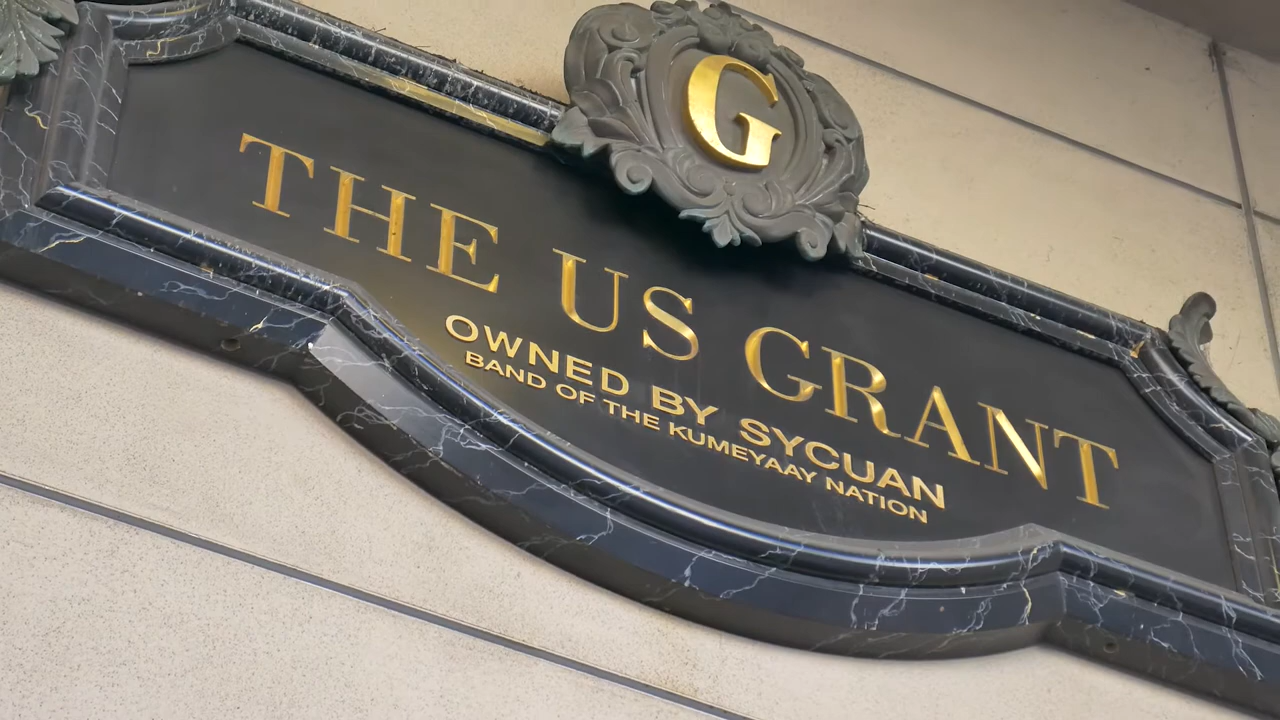 G
THE US GRANT
OWNED BY SYCUAN
BAND OF THE KUMEYAAY NATION